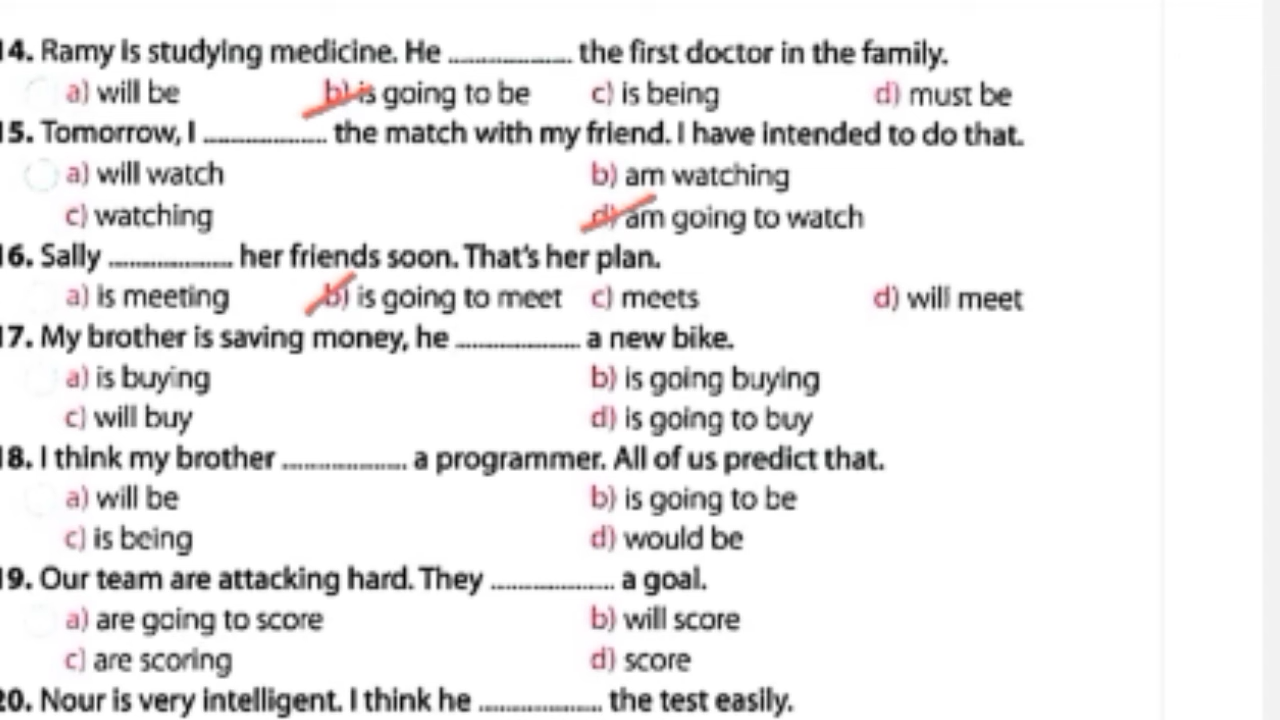 14. Ramy is studying medicine. He .................... the first doctor in the family.
a) will be b) is going to be c) is being d) must be
15. Tomorrow, I .................... the match with my friend. I have intended to do that.
a) will watch b) am watching
c) watching d) am going to watch
16. Sally .................... her friends soon. That's her plan.
a) is meeting b) is going to meet c) meets d) will meet
17. My brother is saving money, he .................... a new bike.
a) is buying b) is going buying
c) will buy d) is going to buy
18. I think my brother .................... a programmer. All of us predict that.
a) will be b) is going to be
c) is being d) would be
19. Our team are attacking hard. They .................... a goal.
a) are going to score b) will score
c) are scoring d) score
20. Nour is very intelligent. I think he .................... the test easily.